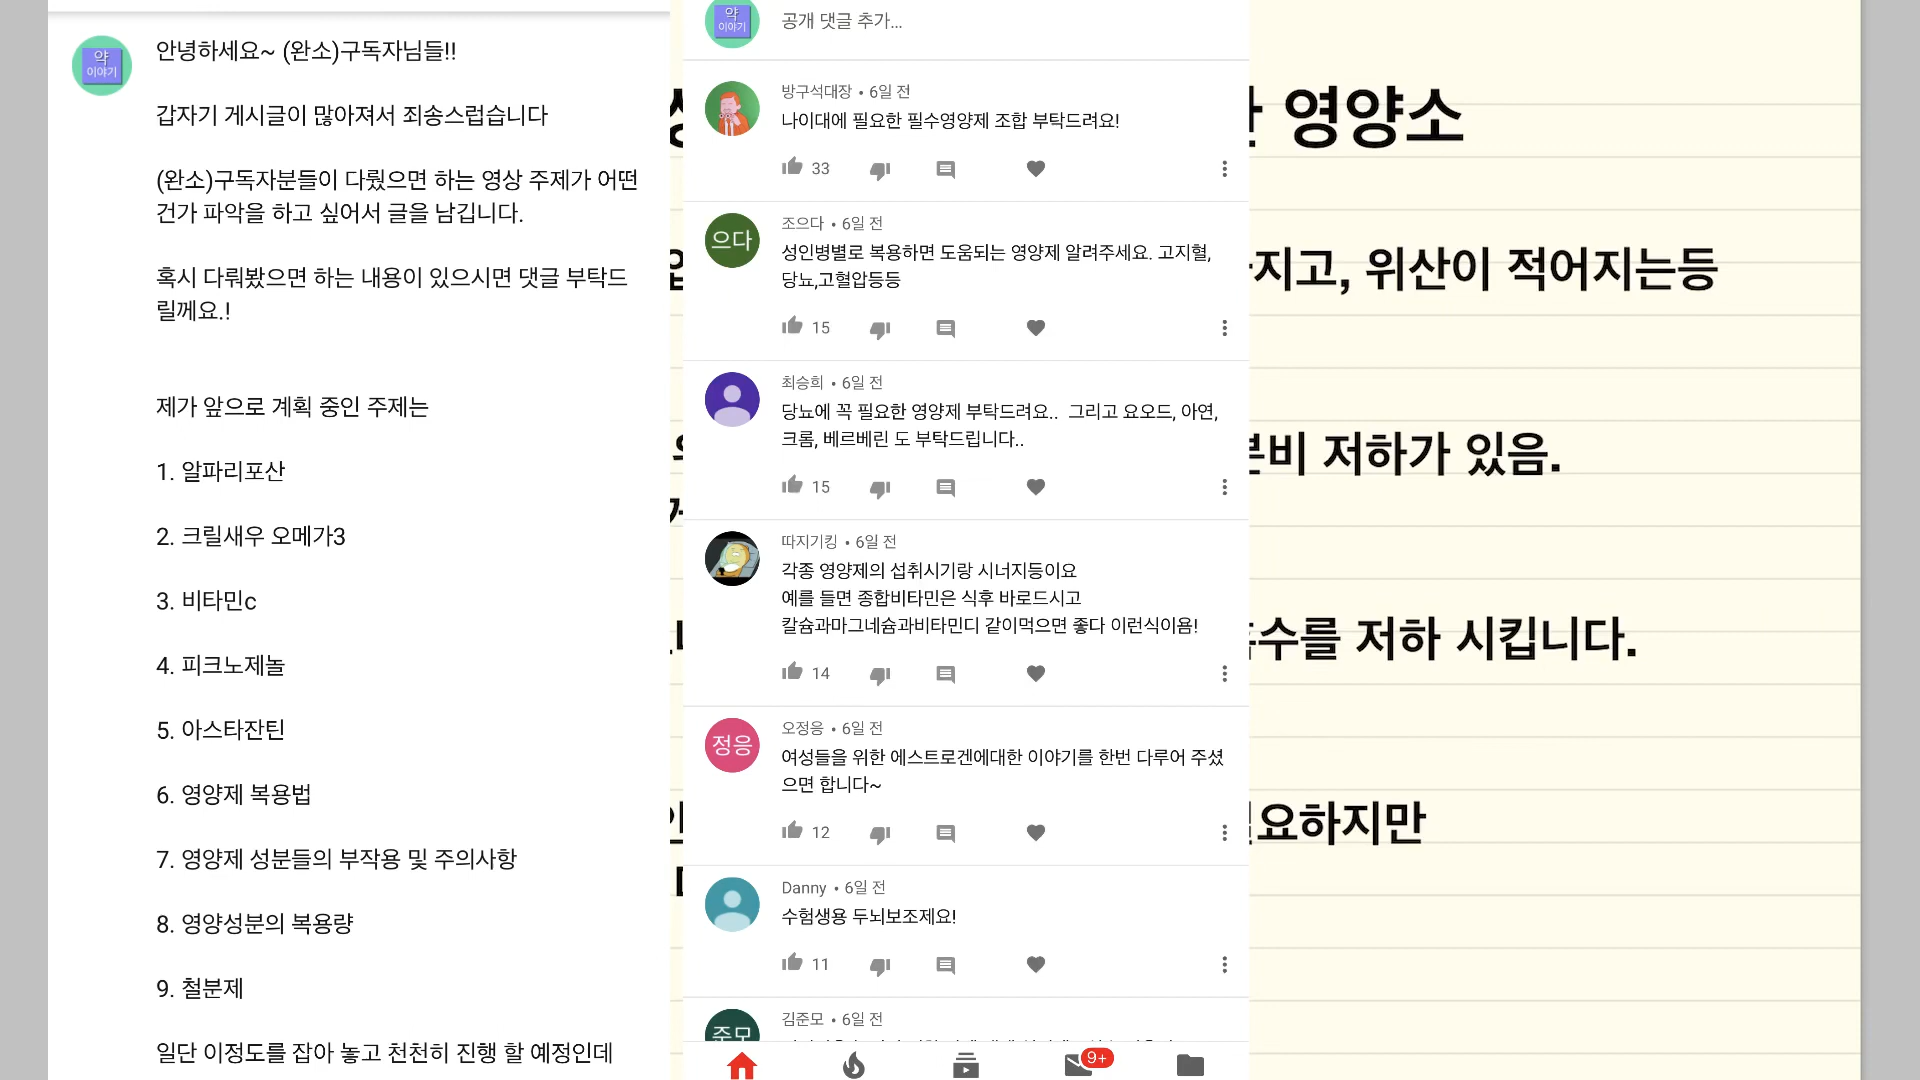 약
이야기
안녕하세요~ (완소)구독자님들!!
갑자기 게시글이 많아져서 죄송스럽습니다
(완소)구독자분들이 다뤘으면 하는 영상 주제가 어떤
건가 파악을 하고 싶어서 글을 남깁니다.
혹시 다뤄봤으면 하는 내용이 있으시면 댓글 부탁드
릴께요.!
제가 앞으로 계획 중인 주제는
1. 알파리포산
2. 크릴새우 오메가3
3. 비타민c
4. 피크노제놀
5. 아스타잔틴
6. 영양제 복용법
7. 영양제 성분들의 부작용 및 주의사항
8. 영양성분의 복용량
9. 철분제
일단 이정도를 잡아 놓고 천천히 진행 할 예정인데
약
이야기
공개 댓글 추가...
방구석대장 • 6일 전
나이대에 필요한 필수영양제 조합 부탁드려요!
33
으다
조으다 • 6일 전
성인병별로 복용하면 도움되는 영양제 알려주세요. 고지혈,
당뇨,고혈압등등
15
최승희 • 6일 전
당뇨에 꼭 필요한 영양제 부탁드려요.. 그리고 요오드, 아연,
크롬, 베르베린 도 부탁드립니다..
15
따지기킹 • 6일 전
각종 영양제의 섭취시기랑 시너지등이요
예를 들면 종합비타민은 식후 바로드시고
칼슘과마그네슘과비타민디 같이먹으면 좋다 이런식이욤!
14
정응
오정응 • 6일 전
여성들을 위한 에스트로겐에대한 이야기를 한번 다루어 주셨
으면 합니다~
12
Danny • 6일 전
수험생용 두뇌보조제요!
11
준모
김준모 • 6일 전
9+
영양소
지고, 위산이 적어지는등
비 저하가 있음.
수를 저하 시킵니다.
요하지만